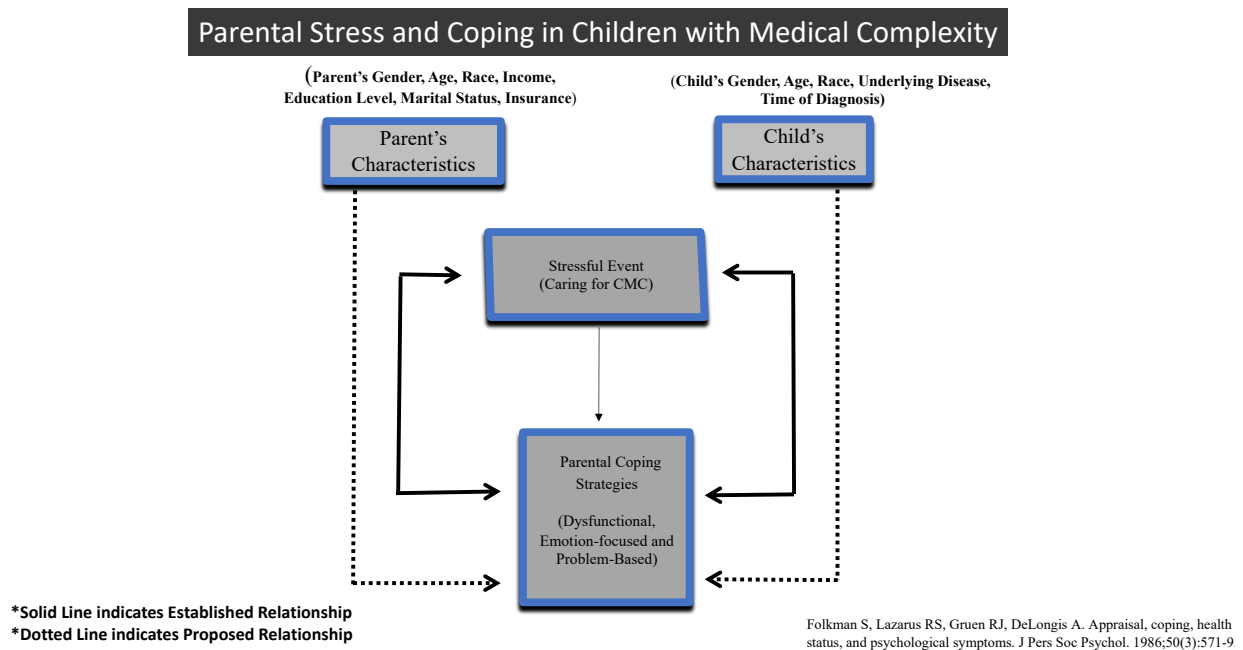 Parental Stress and Coping in Children with Medical Complexity
(Parent's Gender, Age, Race, Income,
Education Level, Marital Status, Insurance)
(Child's Gender, Age, Race, Underlying Disease,
Time of Diagnosis)
Parent's
Characteristics
Child's
Characteristics
Stressful Event
(Caring for CMC)
Parental Coping
Strategies
(Dysfunctional,
Emotion-focused and
Problem-Based)
*Solid Line indicates Established Relationship
*Dotted Line indicates Proposed Relationship
Folkman S, Lazarus RS, Gruen RJ, DeLongis A. Appraisal, coping, health
status, and psychological symptoms. J Pers Soc Psychol. 1986;50(3):571-9